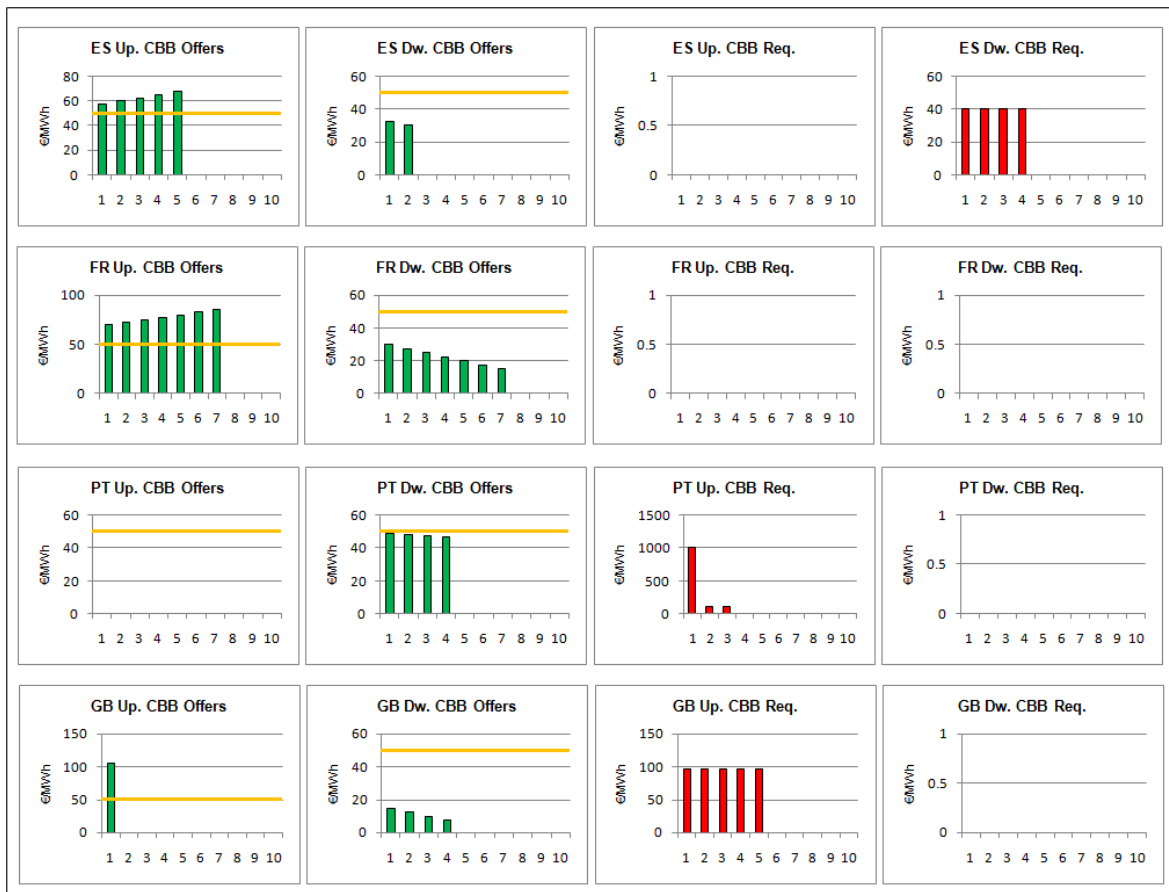 ES Up. CBB Offers
€/MWh
80
60
40
20
0
1 2 3 4 5 6 7 8 9 10
ES Dw. CBB Offers
60
40
20
0
1 2 3 4 5 6 7 8 9 10
ES Up. CBB Req.
€/MWh
1
0.5
0
1 2 3 4 5 6 7 8 9 10
ES Dw. CBB Req.
€/MWh
60
40
20
0
1 2 3 4 5 6 7 8 9 10
FR Up. CBB Offers
€/MWh
100
50
0
1 2 3 4 5 6 7 8 9 10
FR Dw. CBB Offers
€/MWh
60
40
20
0
1 2 3 4 5 6 7 8 9 10
FR Up. CBB Req.
€/MWh
1
0.5
0
1 2 3 4 5 6 7 8 9 10
FR Dw. CBB Req.
€/MWh
1
0.5
0
1 2 3 4 5 6 7 8 9 10
PT Up. CBB Offers
€/MWh
60
40
20
0
1 2 3 4 5 6 7 8 9 10
PT Dw. CBB Offers
€/MWh
60
40
20
0
1 2 3 4 5 6 7 8 9 10
PT Up. CBB Req.
€/MWh
1500
1000
500
0
1 2 3 4 5 6 7 8 9 10
PT Dw. CBB Req.
€/MWh
1
0.5
0
1 2 3 4 5 6 7 8 9 10
GB Up. CBB Offers
€/MWh
150
100
50
0
1 2 3 4 5 6 7 8 9 10
GB Dw. CBB Offers
€/MWh
60
40
20
0
1 2 3 4 5 6 7 8 9 10
GB Up. CBB Req.
€/MWh
150
100
50
0
1 2 3 4 5 6 7 8 9 10
GB Dw. CBB Req.
€/MWh
1
0.5
0
1 2 3 4 5 6 7 8 9 10